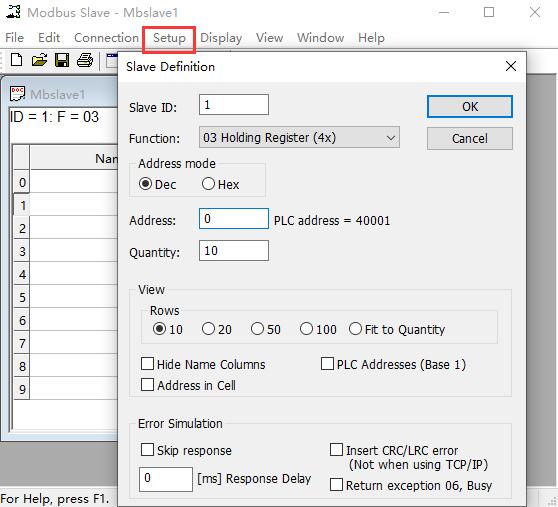 Modbus Slave - Mbslave1
File Edit Connection Setup Display View Window Help
Mbslave1
ID = 1: F = 03
Nar
0
1
2
3
4
5
6
7
8
9
Slave Definition
Slave ID: 1
OK
Function: 03 Holding Register (4x)
Cancel
Address mode
Dec Hex
Address: 0 PLC address = 40001
Quantity: 10
View
Rows
10 20 50 100 Fit to Quantity
Hide Name Columns PLC Addresses (Base 1)
Address in Cell
Error Simulation
Skip response Insert CRC/LRC error
(Not when using TCP/IP)
0 [ms] Response Delay
Return exception 06, Busy
For Help, press F1.